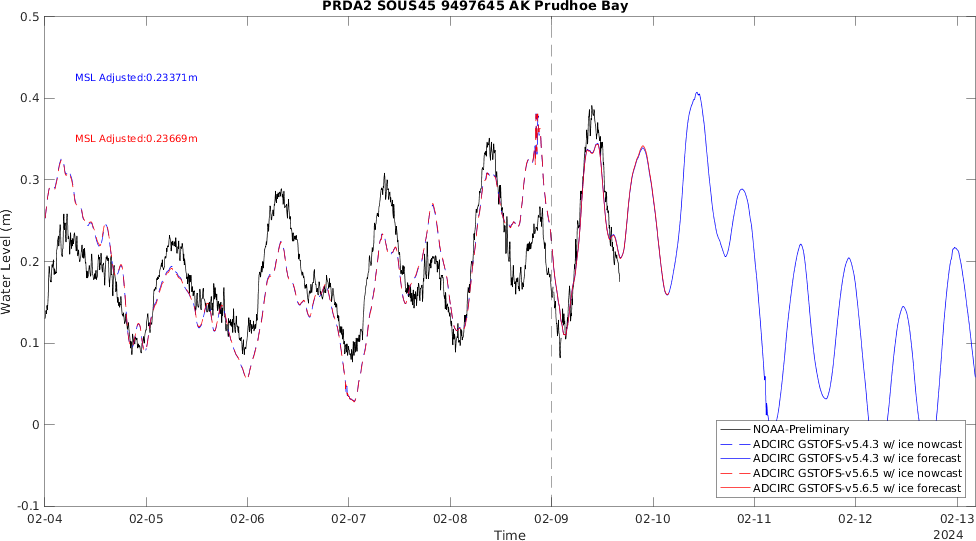 PRDA2 SOUS45 9497645 AK Prudhoe Bay
0.5
MSL Adjusted:0.23371m
0.4
MSL Adjusted:0.23669m
0.3
Water Level (m)
0.2
0.1
0
NOAA-Preliminary
ADCIRC GSTOFS-v5.4.3 w/ ice nowcast
ADCIRC GSTOFS-v5.4.3 w/ ice forecast
ADCIRC GSTOFS-v5.6.5 w/ ice nowcast
ADCIRC GSTOFS-v5.6.5 w/ ice forecast
-0.1
02-04 02-05 02-06 02-07 02-08 02-09 02-10 02-11 02-12 02-13
Time
2024